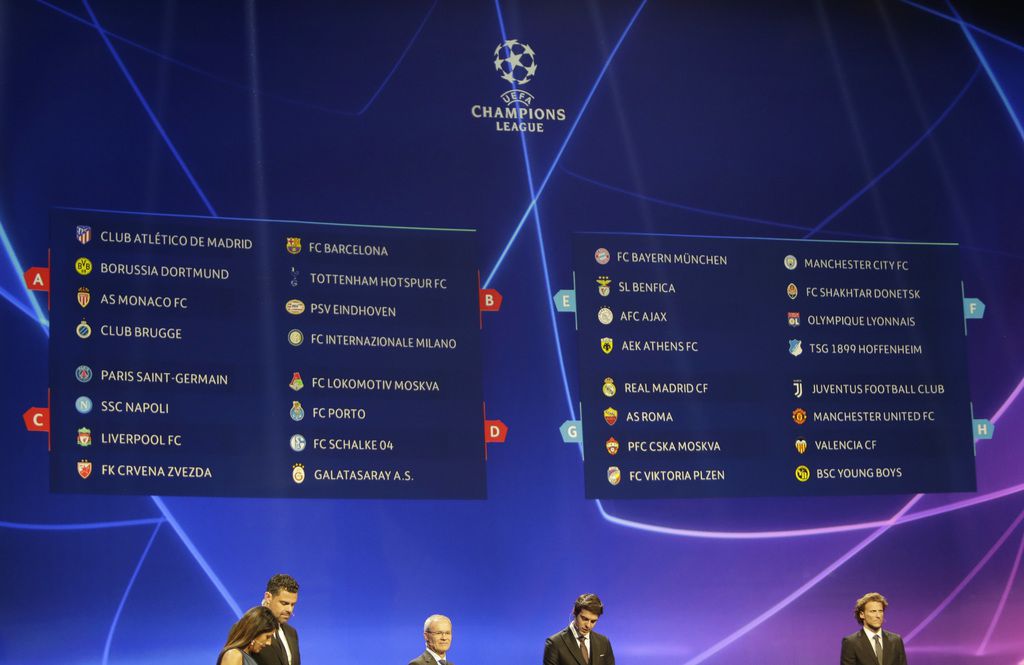 UEFA
CHAMPIONS
LEAGUE
A
CLUB ATLÉTICO DE MADRID
BORUSSIA DORTMUND
AS MONACO FC
CLUB BRUGGE
B
FC BARCELONA
TOTTENHAM HOTSPUR FC
PSV EINDHOVEN
FC INTERNAZIONALE MILANO
C
PARIS SAINT-GERMAIN
SSC NAPOLI
LIVERPOOL FC
FK CRVENA ZVEZDA
D
FC LOKOMOTIV MOSKVA
FC PORTO
FC SCHALKE 04
GALATASARAY A.S.
E
FC BAYERN MÜNCHEN
SL BENFICA
AFC AJAX
AEK ATHENS FC
F
MANCHESTER CITY FC
FC SHAKHTAR DONETSK
OLYMPIQUE LYONNAIS
TSG 1899 HOFFENHEIM
G
REAL MADRID CF
AS ROMA
PFC CSKA MOSKVA
FC VIKTORIA PLZEN
H
JUVENTUS FOOTBALL CLUB
MANCHESTER UNITED FC
VALENCIA CF
BSC YOUNG BOYS